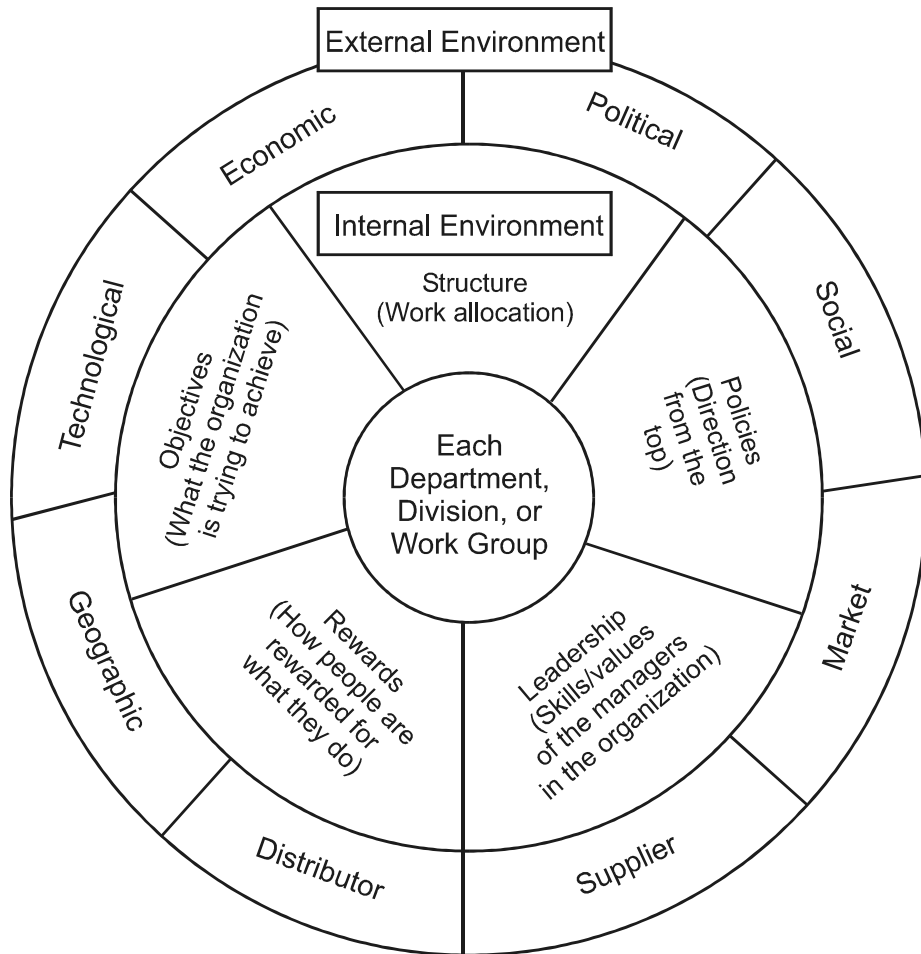 External Environment
Economic
Political
Internal Environment
Structure
(Work allocation)
Technological
Social
Objectives
(What the organization
is trying to achieve)
Policies
(Direction
from the
top)
Each
Department,
Division, or
Work Group
Geographic
Market
Rewards
(How people are
rewarded for
what they do)
Leadership
(Skills/values
of the managers
in the organization)
Distributor
Supplier